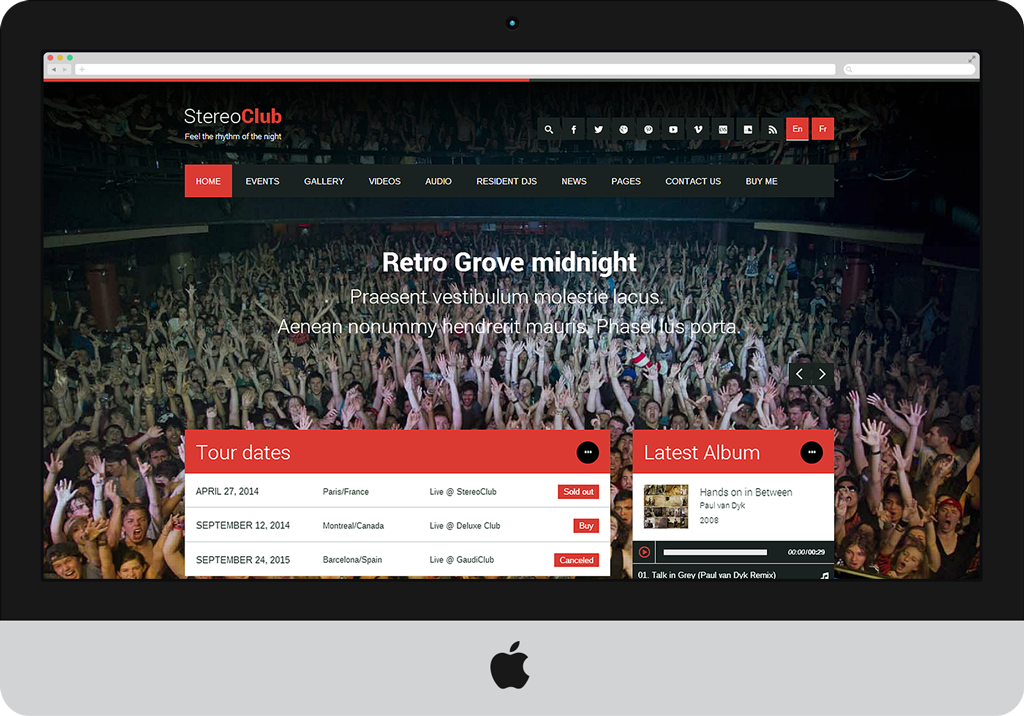 StereoClub
Feel the rhythm of the night
En Fr
HOME EVENTS GALLERY VIDEOS AUDIO RESIDENT DJS NEWS PAGES CONTACT US BUY ME
Retro Grove midnight
Praesent vestibulum molestie lacus.
Aenean nonummy hendrerit mauris. Phasel lus porta.
Tour dates
APRIL 27, 2014 Paris/France Live @ StereoClub Sold out
SEPTEMBER 12, 2014 Montreal/Canada Live @ Deluxe Club Buy
SEPTEMBER 24, 2015 Barcelona/Spain Live @ GaudiClub Canceled
Latest Album
Hands on in Between
Paul van Dyk
2008
00:00/00:29
01. Talk in Grey (Paul van Dyk Remix)